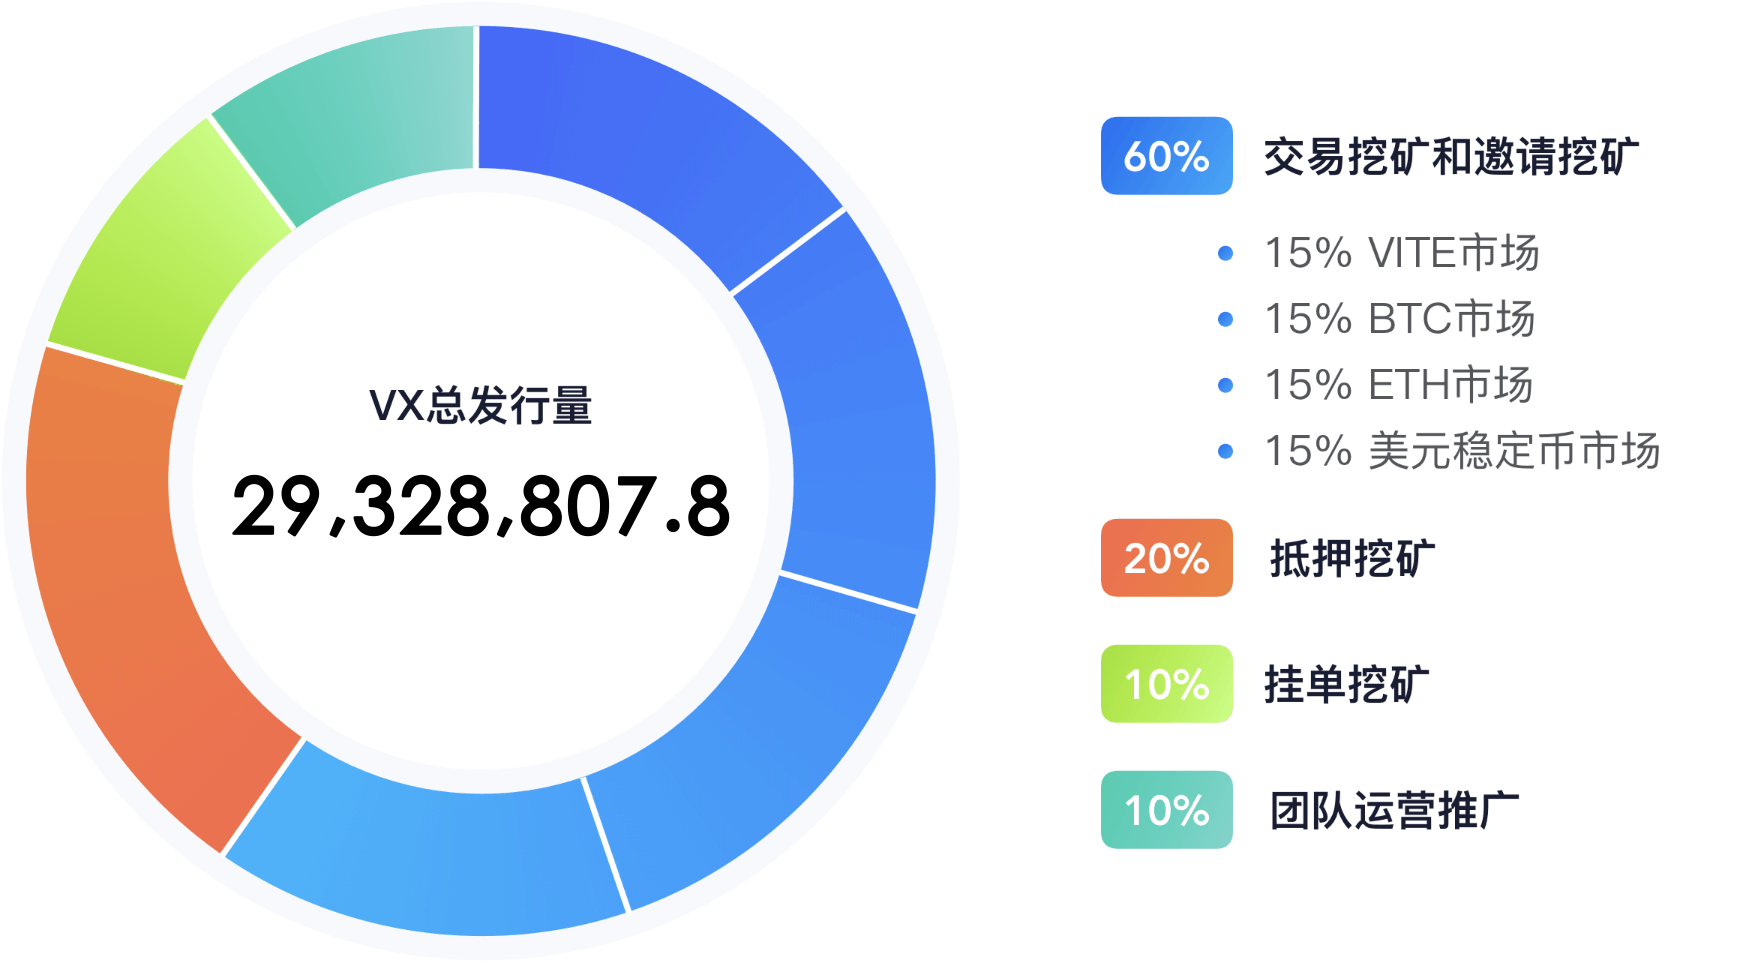 VX总发行量
29,328,807.8
60% 交易挖矿和邀请挖矿
15% VITE市场
15% BTC市场
15% ETH市场
15% 美元稳定币市场
20% 抵押挖矿
10% 挂单挖矿
10% 团队运营推广